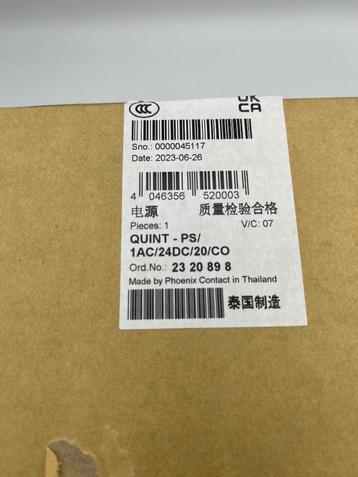 UK
CA
CCC
Sno.: 0000045117
Date: 2023-06-26
4 046356 520003
电源 质量检验合格
Pieces: 1 V/C: 07
QUINT - PS/
1AC/24DC/20/CO
Ord.No.: 23 20 89 8
Made by Phoenix Contact in Thailand
泰国制造